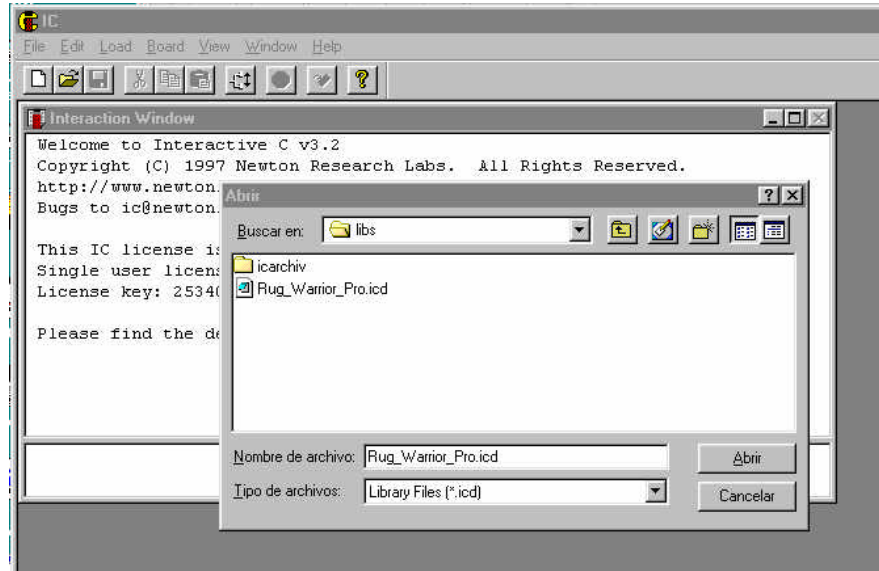 IC
File Edit Load Board View Window Help
Interaction Window
Welcome to Interactive C v3.2
Copyright (C) 1997 Newton Research Labs. All Rights Reserved.
http://www.newton.
Bugs to ic@newton.
This IC license is
Single user licens
License key: 2534
Please find the de
Abrir
Buscar en: libs
icarchiv
Rug_Warrior_Pro.icd
Nombre de archivo: Rug_Warrior_Pro.icd
Abrir
Tipo de archivos: Library Files (*.icd)
Cancelar